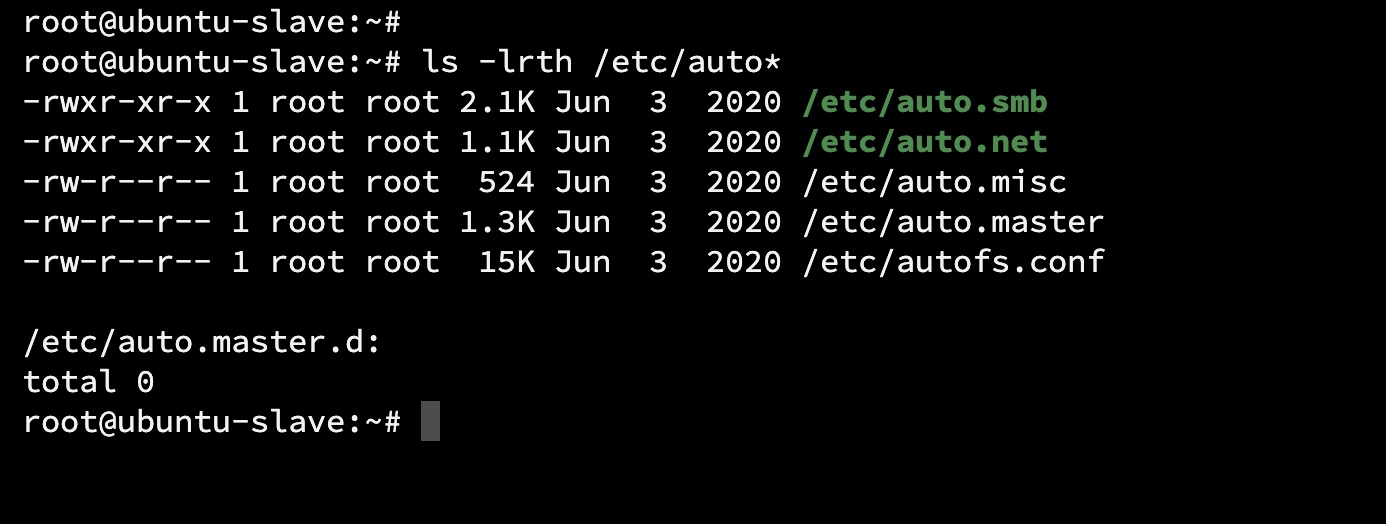 root@ubuntu-slave:~#
root@ubuntu-slave:~# ls -lrth /etc/auto*
-rwxr-xr-x 1 root root 2.1K Jun  3  2020 /etc/auto.smb
-rwxr-xr-x 1 root root 1.1K Jun  3  2020 /etc/auto.net
-rw-r--r-- 1 root root  524 Jun  3  2020 /etc/auto.misc
-rw-r--r-- 1 root root 1.3K Jun  3  2020 /etc/auto.master
-rw-r--r-- 1 root root  15K Jun  3  2020 /etc/autofs.conf

/etc/auto.master.d:
total 0
root@ubuntu-slave:~#